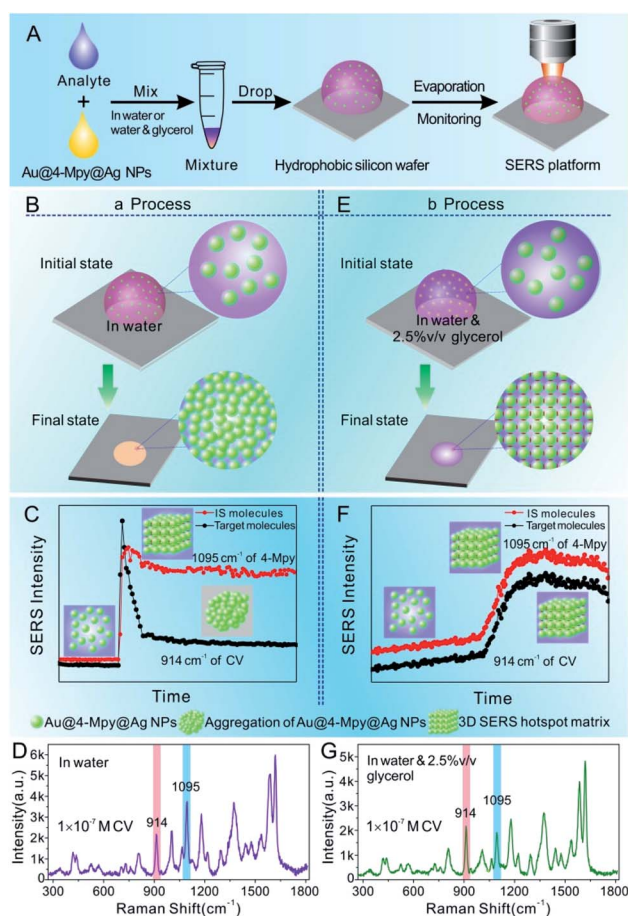 A
Analyte
+
Au@4-Mpy@Ag NPs
Mix
In water or
water & glycerol
Mixture
Drop
Hydrophobic silicon wafer
Evaporation
Monitoring
SERS platform
B
a Process
Initial state
In water
Final state
E
b Process
Initial state
In water &
2.5%v/v glycerol
Final state
C
SERS Intensity
IS molecules
Target molecules
1095 cm⁻¹ of 4-Mpy
914 cm⁻¹ of CV
Time
F
SERS Intensity
IS molecules
Target molecules
1095 cm⁻¹ of 4-Mpy
914 cm⁻¹ of CV
Time
Au@4-Mpy@Ag NPs Aggregation of Au@4-Mpy@Ag NPs 3D SERS hotspot matrix
D
Intensity(a.u.)
6k
5k
4k
3k
2k
1k
0
In water
1×10⁻⁷ M CV
914
1095
300 600 900 1200 1500 1800
Raman Shift(cm⁻¹)
G
Intensity(a.u.)
5k
4k
3k
2k
1k
0
In water & 2.5%v/v
glycerol
1×10⁻⁷ M CV
914
1095
300 600 900 1200 1500 1800
Raman Shift(cm⁻¹)